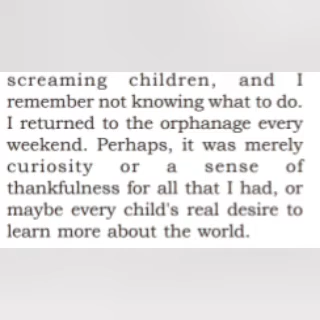 screaming children, and I
remember not knowing what to do.
I returned to the orphanage every
weekend. Perhaps, it was merely
curiosity or a sense of
thankfulness for all that I had, or
maybe every child's real desire to
learn more about the world.